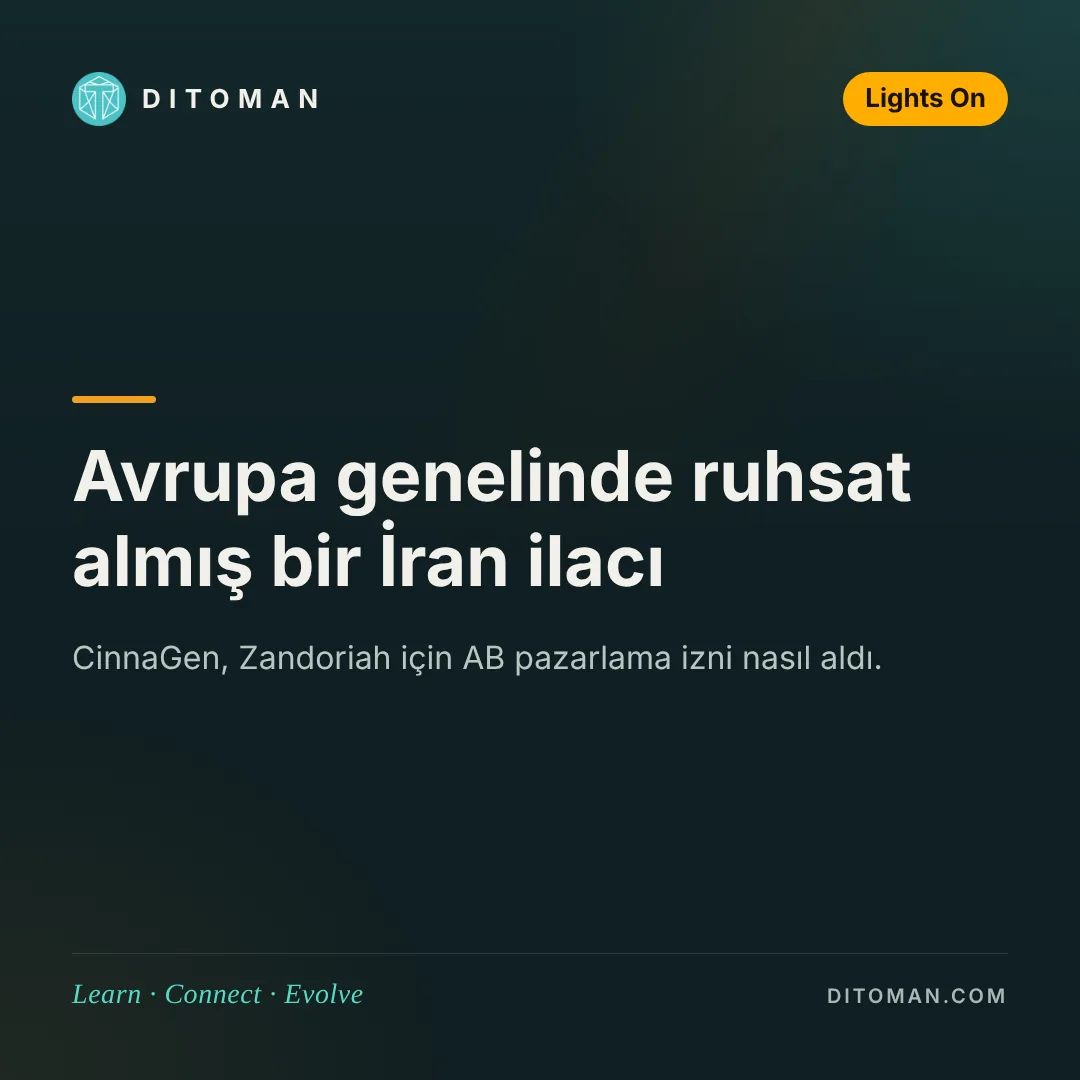 DITOMAN
Lights On
Avrupa genelinde ruhsat
almış bir İran ilacı
CinnaGen, Zandoriah için AB pazarlama izni nasıl aldı.
Learn · Connect · Evolve
DITOMAN.COM